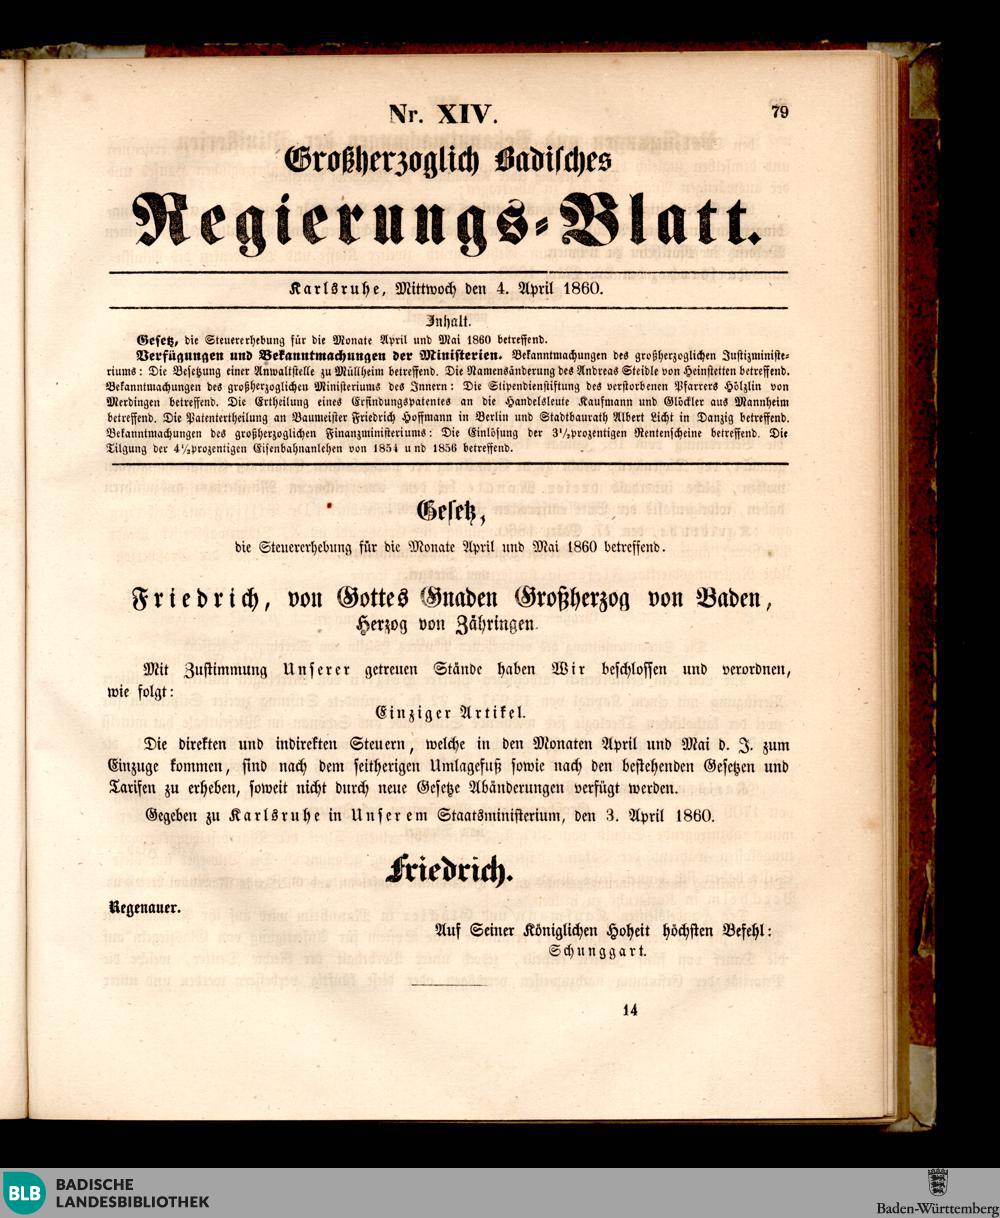 Nr. XIV.
79
Großherzoglich Badisches
Regierungs-Blatt.
Karlsruhe, Mittwoch den 4. April 1860.
Inhalt.
Gesetz, die Steuererhebung für die Monate April und Mai 1860 betreffend.
Verfügungen und Bekanntmachungen der Ministerien. Bekanntmachungen des großherzoglichen Justizministe-
riums: Die Besetzung einer Anwaltstelle zu Müllheim betreffend. Die Namensänderung des Andreas Steidle von Heinstetten betreffend.
Bekanntmachungen des großherzoglichen Ministeriums des Innern: Die Stipendienstiftung des verstorbenen Pfarrers Hölzlin von
Merdingen betreffend. Die Ertheilung eines Erfindungspatentes an die Handelsleute Kaufmann und Glöckler aus Mannheim
betreffend. Die Patentertheilung an Baumeister Friedrich Hoffmann in Berlin und Stadtbaurath Albert Licht in Danzig betreffend.
Bekanntmachungen des großherzoglichen Finanzministeriums: Die Einlösung der 3½prozentigen Rentenscheine betreffend. Die
Tilgung der 4½prozentigen Eisenbahnanlehen von 1854 und 1856 betreffend.
Gesetz,
die Steuererhebung für die Monate April und Mai 1860 betreffend.
Friedrich, von Gottes Gnaden Großherzog von Baden,
Herzog von Zähringen.
Mit Zustimmung Unserer getreuen Stände haben Wir beschlossen und verordnen,
wie folgt:
Einziger Artikel.
Die direkten und indirekten Steuern, welche in den Monaten April und Mai d. J. zum
Einzuge kommen, sind nach dem seitherigen Umlagefuß sowie nach den bestehenden Gesetzen und
Tarifen zu erheben, soweit nicht durch neue Gesetze Abänderungen verfügt werden.
Gegeben zu Karlsruhe in Unserem Staatsministerium, den 3. April 1860.
Friedrich.
Regenauer.
Auf Seiner Königlichen Hoheit höchsten Befehl:
Schunggart.
14
BLB
BADISCHE
LANDESBIBLIOTHEK
Baden-Württemberg